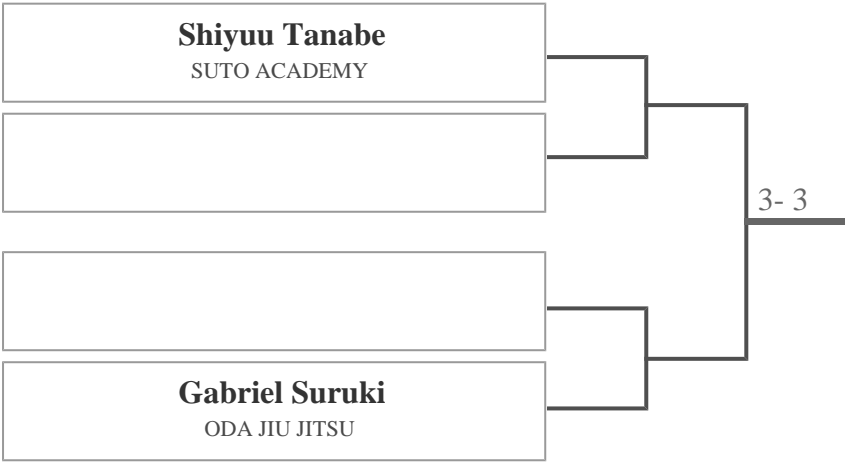 Shiyuu Tanabe
SUTO ACADEMY
3- 3
Gabriel Suruki
ODA JIU JITSU